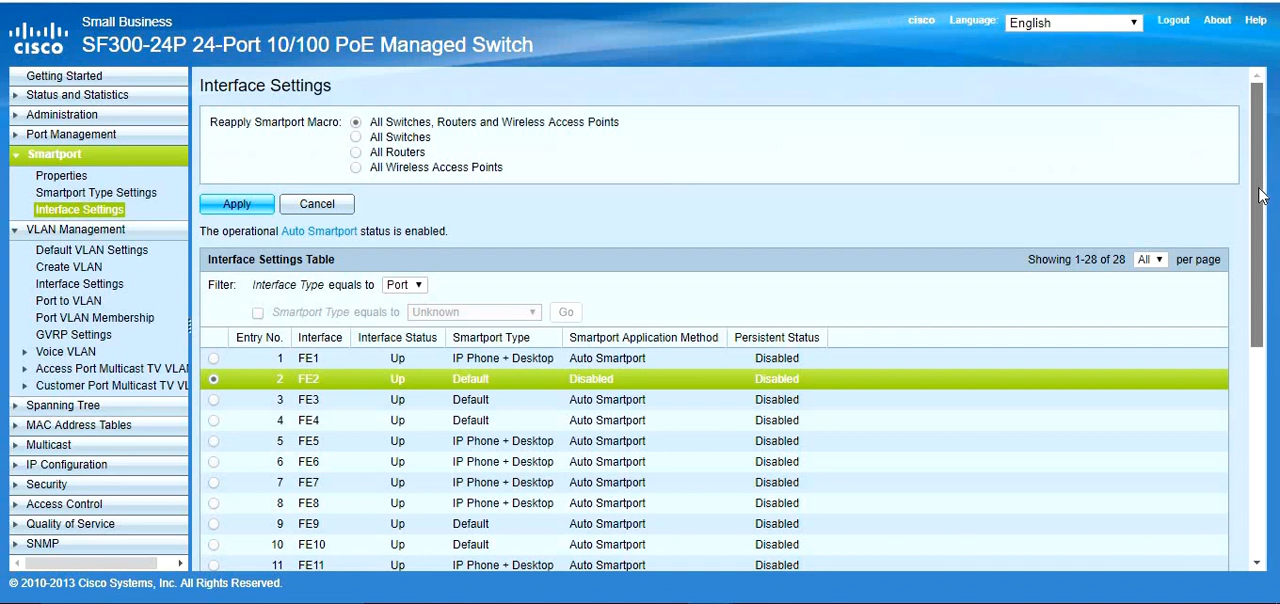 Small Business
cisco Language: English Logout About Help
cisco SF300-24P 24-Port 10/100 PoE Managed Switch
Getting Started
Status and Statistics
Administration
Port Management
Smartport
Properties
Smartport Type Settings
Interface Settings
VLAN Management
Default VLAN Settings
Create VLAN
Interface Settings
Port to VLAN
Port VLAN Membership
GVRP Settings
Voice VLAN
Access Port Multicast TV VLA
Customer Port Multicast TV VL
Spanning Tree
MAC Address Tables
Multicast
IP Configuration
Security
Access Control
Quality of Service
SNMP
Interface Settings
Reapply Smartport Macro: All Switches, Routers and Wireless Access Points
All Switches
All Routers
All Wireless Access Points
Apply Cancel
The operational Auto Smartport status is enabled.
Interface Settings Table Showing 1-28 of 28 All per page
Filter: Interface Type equals to Port
Smartport Type equals to Unknown Go
Entry No. Interface Interface Status Smartport Type Smartport Application Method Persistent Status
1 FE1 Up IP Phone + Desktop Auto Smartport Disabled
2 FE2 Up Default Disabled Disabled
3 FE3 Up Default Auto Smartport Disabled
4 FE4 Up Default Auto Smartport Disabled
5 FE5 Up IP Phone + Desktop Auto Smartport Disabled
6 FE6 Up IP Phone + Desktop Auto Smartport Disabled
7 FE7 Up IP Phone + Desktop Auto Smartport Disabled
8 FE8 Up IP Phone + Desktop Auto Smartport Disabled
9 FE9 Up Default Auto Smartport Disabled
10 FE10 Up Default Auto Smartport Disabled
11 FE11 Up IP Phone + Desktop Auto Smartport Disabled
© 2010-2013 Cisco Systems, Inc. All Rights Reserved.